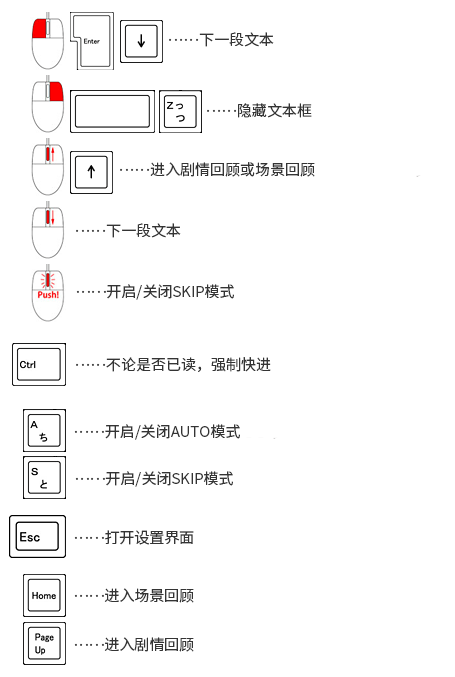 Enter ↓ ……下一段文本
Zっ
っ ……隐藏文本框
↑ ……进入剧情回顾或场景回顾
……下一段文本
Push! ……开启/关闭SKIP模式
Ctrl ……不论是否已读，强制快进
A
ち ……开启/关闭AUTO模式
S
と ……开启/关闭SKIP模式
Esc ……打开设置界面
Home ……进入场景回顾
Page
Up ……进入剧情回顾